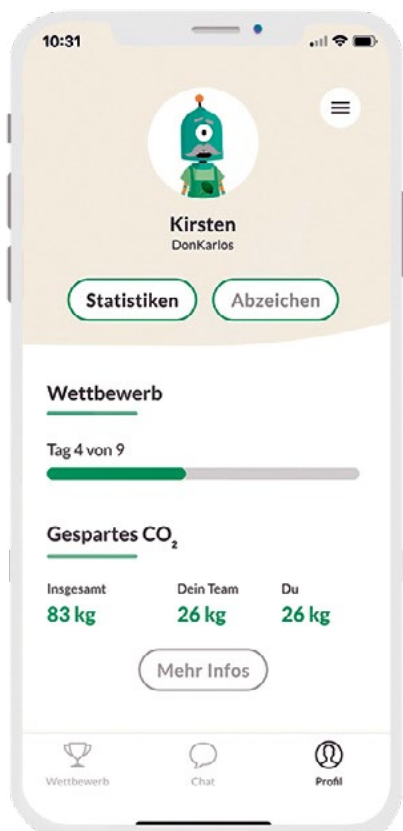 10:31
Kirsten
DonKarlos
Statistiken Abzeichen
Wettbewerb
Tag 4 von 9
Gespartes CO₂
Insgesamt Dein Team Du
83 kg 26 kg 26 kg
Mehr Infos
Wettbewerb Chat Profil